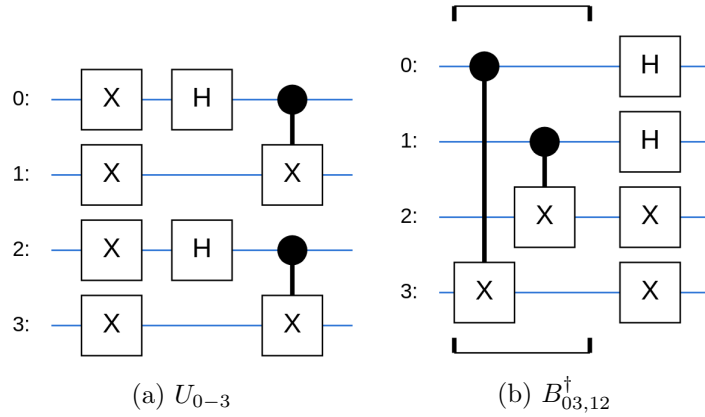 0: X H
1: X X
2: X H
3: X X
(a) U₀₋₃
0: H
1: H
2: X X
3: X X
(b) B†₀₃,₁₂